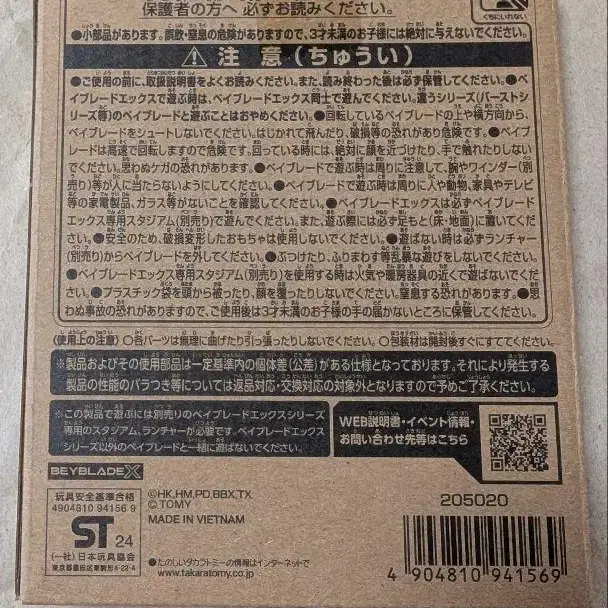 保護者の方へ 必ずお読みください。
●小部品があります。誤飲・窒息の危険がありますので、3才未満のお子様には絶対に与えないでください。
くちにいれない
注意（ちゅうい）
●ご使用の前に、取扱説明書をよくお読みください。また、読み終わった後は必ず保管してください。●ベ
イブレードエックスで遊ぶ時は、ベイブレードエックス同士で遊んでください。違うシリーズ（バーストシ
リーズ等）のベイブレードと遊ぶことはおやめください。●回転しているベイブレードの上や横方向から、
ベイブレードをシュートしないでください。はじかれて飛んだり、破損等の恐れがあり危険です。●ベイブ
レードは高速で回転しますので危険です。回っている時には、絶対に顔を近づけたり、手で触れたりしない
でください。思わぬケガの恐れがあります。●ベイブレードで遊ぶ時は周りに注意して、腕やワインダー（別
売り）等が人に当たらないようにしてください。●ベイブレードで遊ぶ時は周りに人や動物、家具やテレビ
等の家電製品、ガラス等がないことを確認してください。●ベイブレードエックスは必ずベイブレード
エックス専用スタジアム（別売り）で遊んでください。また、遊ぶ際には必ず足もと（床・地面）に置いてくだ
さい。●安全のため、破損変形したおもちゃは使用しないでください。●遊ばない時は必ずランチャー
（別売り）からベイブレードを外してください。●ぶつけたり、ふりまわす等乱暴な遊びをしないでください。
●ベイブレードエックス専用スタジアム（別売り）を使用する時は火気や暖房器具の近くで遊ばないでくだ
さい。●プラスチック袋を頭から被ったり、顔を覆ったりしないでください。窒息する恐れがあります。●思
わぬ事故の恐れがありますので、ご使用後は3才未満のお子様の手の届かないところに保管してください。
〈使用上の注意〉○各パーツは無理に曲げたり引っ張ったりしないでください。○包装材は開封後すぐにすててください。
※製品およびその使用部品には一定基準内の個体差（公差）がある仕様となっております。それにより発生する
製品の性能のバラつき等については返品対応・交換対応の対象外となりますので予めご了承ください。
※この製品で遊ぶには別売りのベイブレードエックスシリーズ
専用のスタジアム、ランチャーが必要です。ベイブレードエックス
シリーズ以外のベイブレードと一緒に遊ばないでください。
WEB説明書・イベント情報・
お問い合わせ先等はこちら
BEYBLADE X
玩具安全基準合格
4904810 94156 9
ST 24
(一社)日本玩具協会
東京都墨田区東駒形4-22-4
©HK,HM,PD,BBX,TX
© TOMY
MADE IN VIETNAM
●たのしいタカラトミーの情報はインターネットで
www.takaratomy.co.jp
205020
4 904810 941569